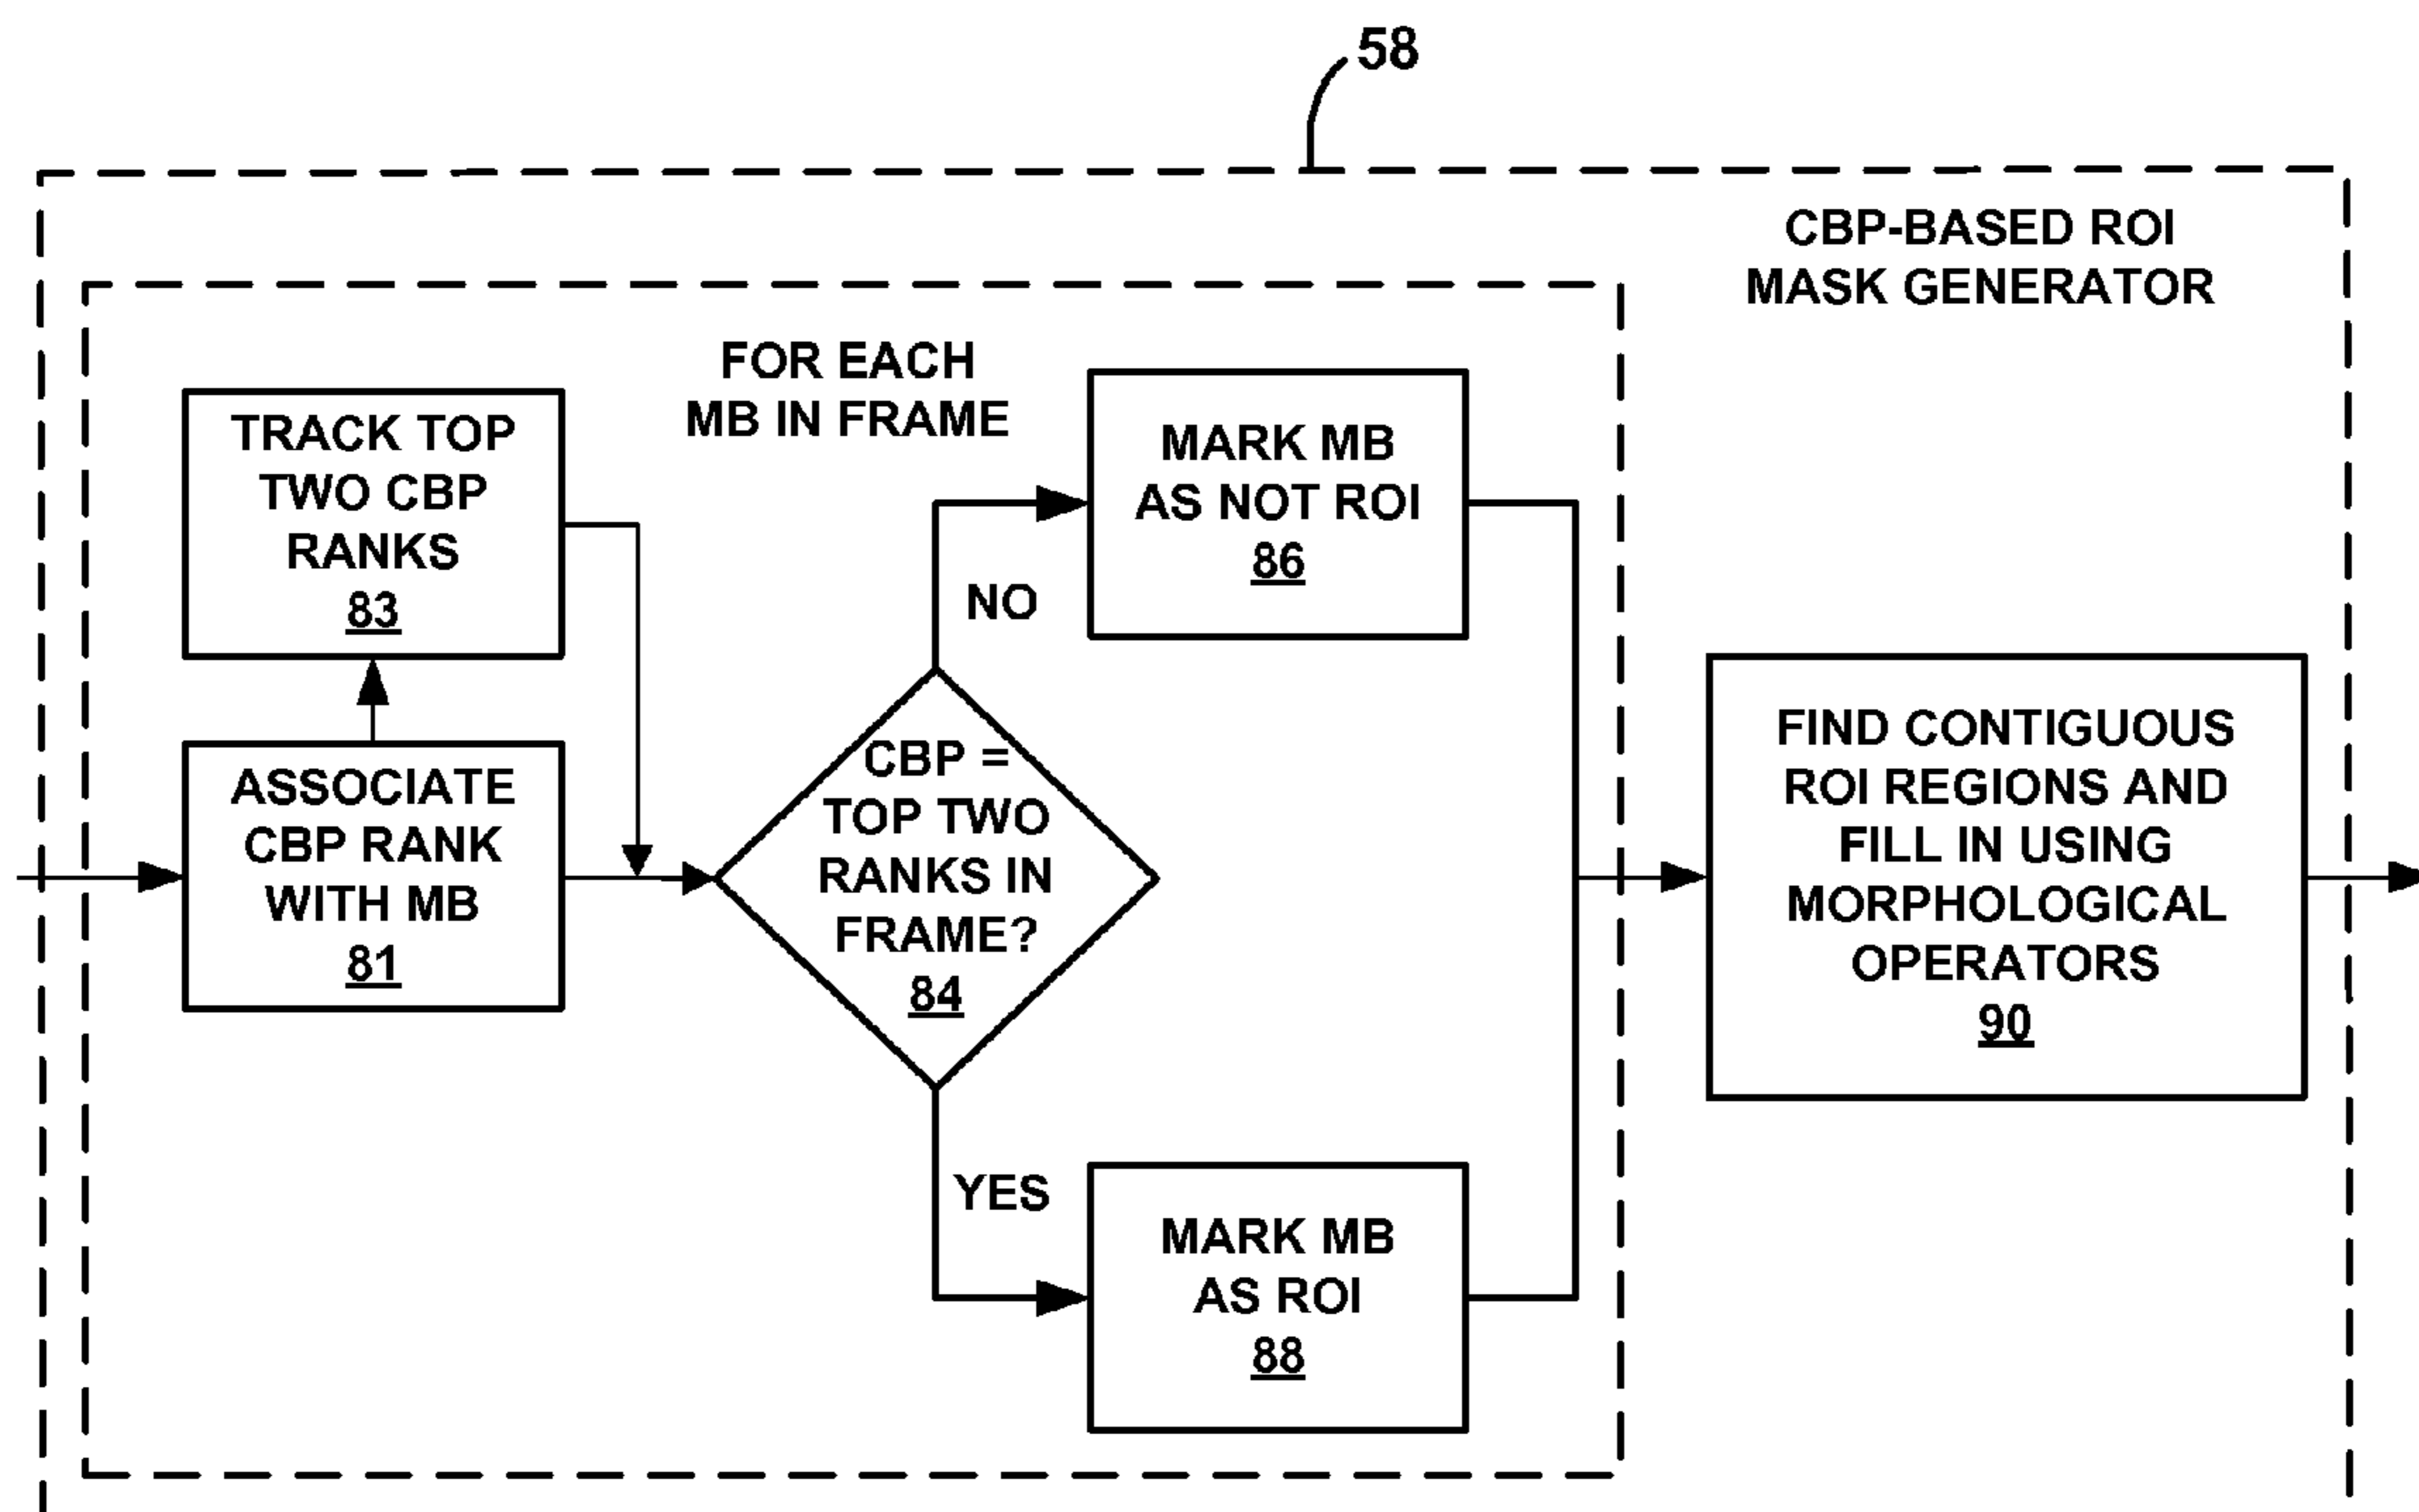 58
CBP-BASED ROI
MASK GENERATOR
FOR EACH
MB IN FRAME
TRACK TOP
TWO CBP
RANKS
83
ASSOCIATE
CBP RANK
WITH MB
81
CBP =
TOP TWO
RANKS IN
FRAME?
84
NO
MARK MB
AS NOT ROI
86
YES
MARK MB
AS ROI
88
FIND CONTIGUOUS
ROI REGIONS AND
FILL IN USING
MORPHOLOGICAL
OPERATORS
90